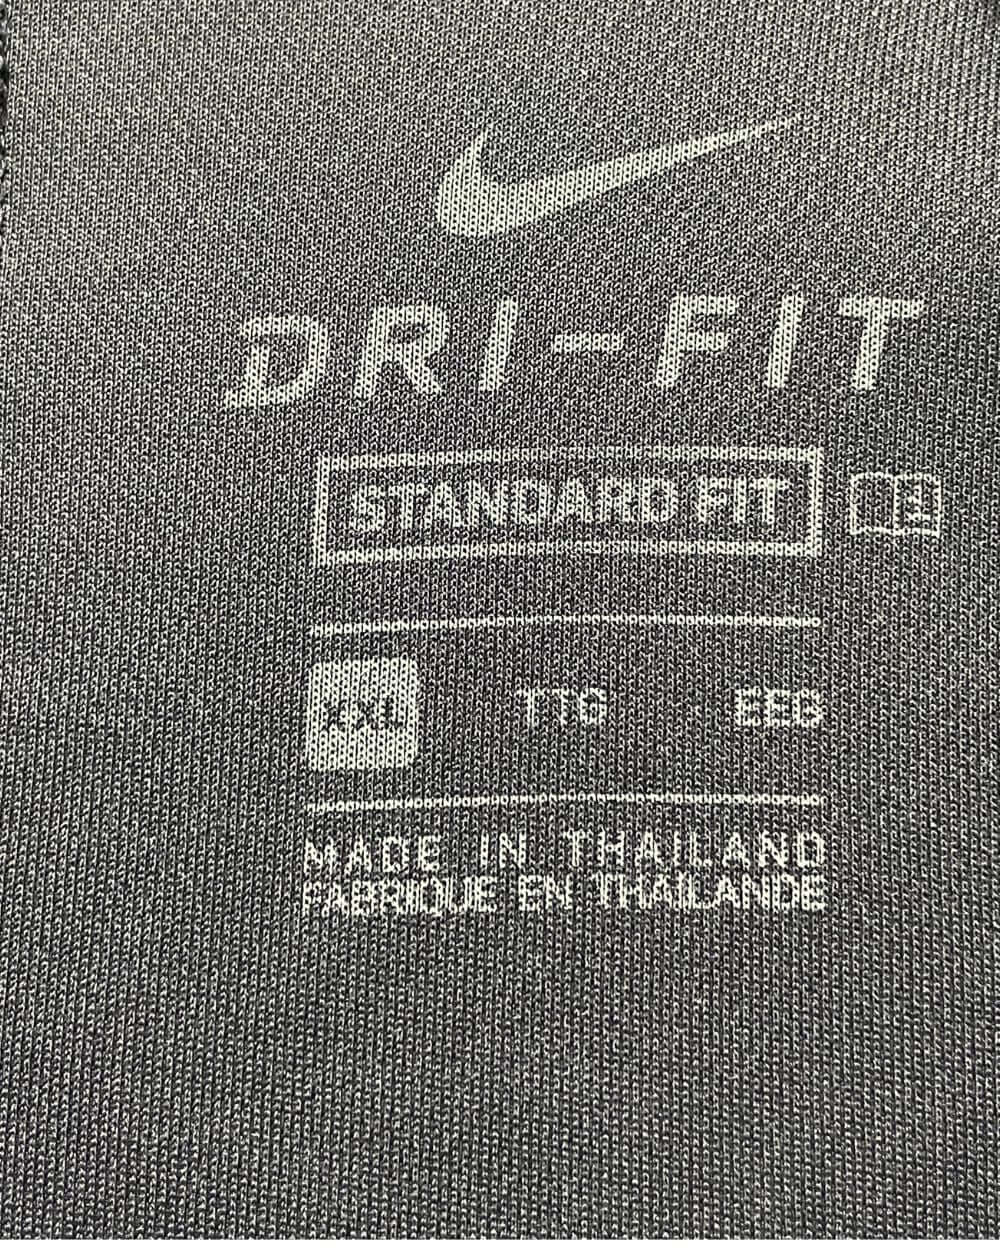 DRI-FIT
STANDARD FIT
XXL TTG EEG
MADE IN THAILAND
FABRIQUE EN THAILANDE